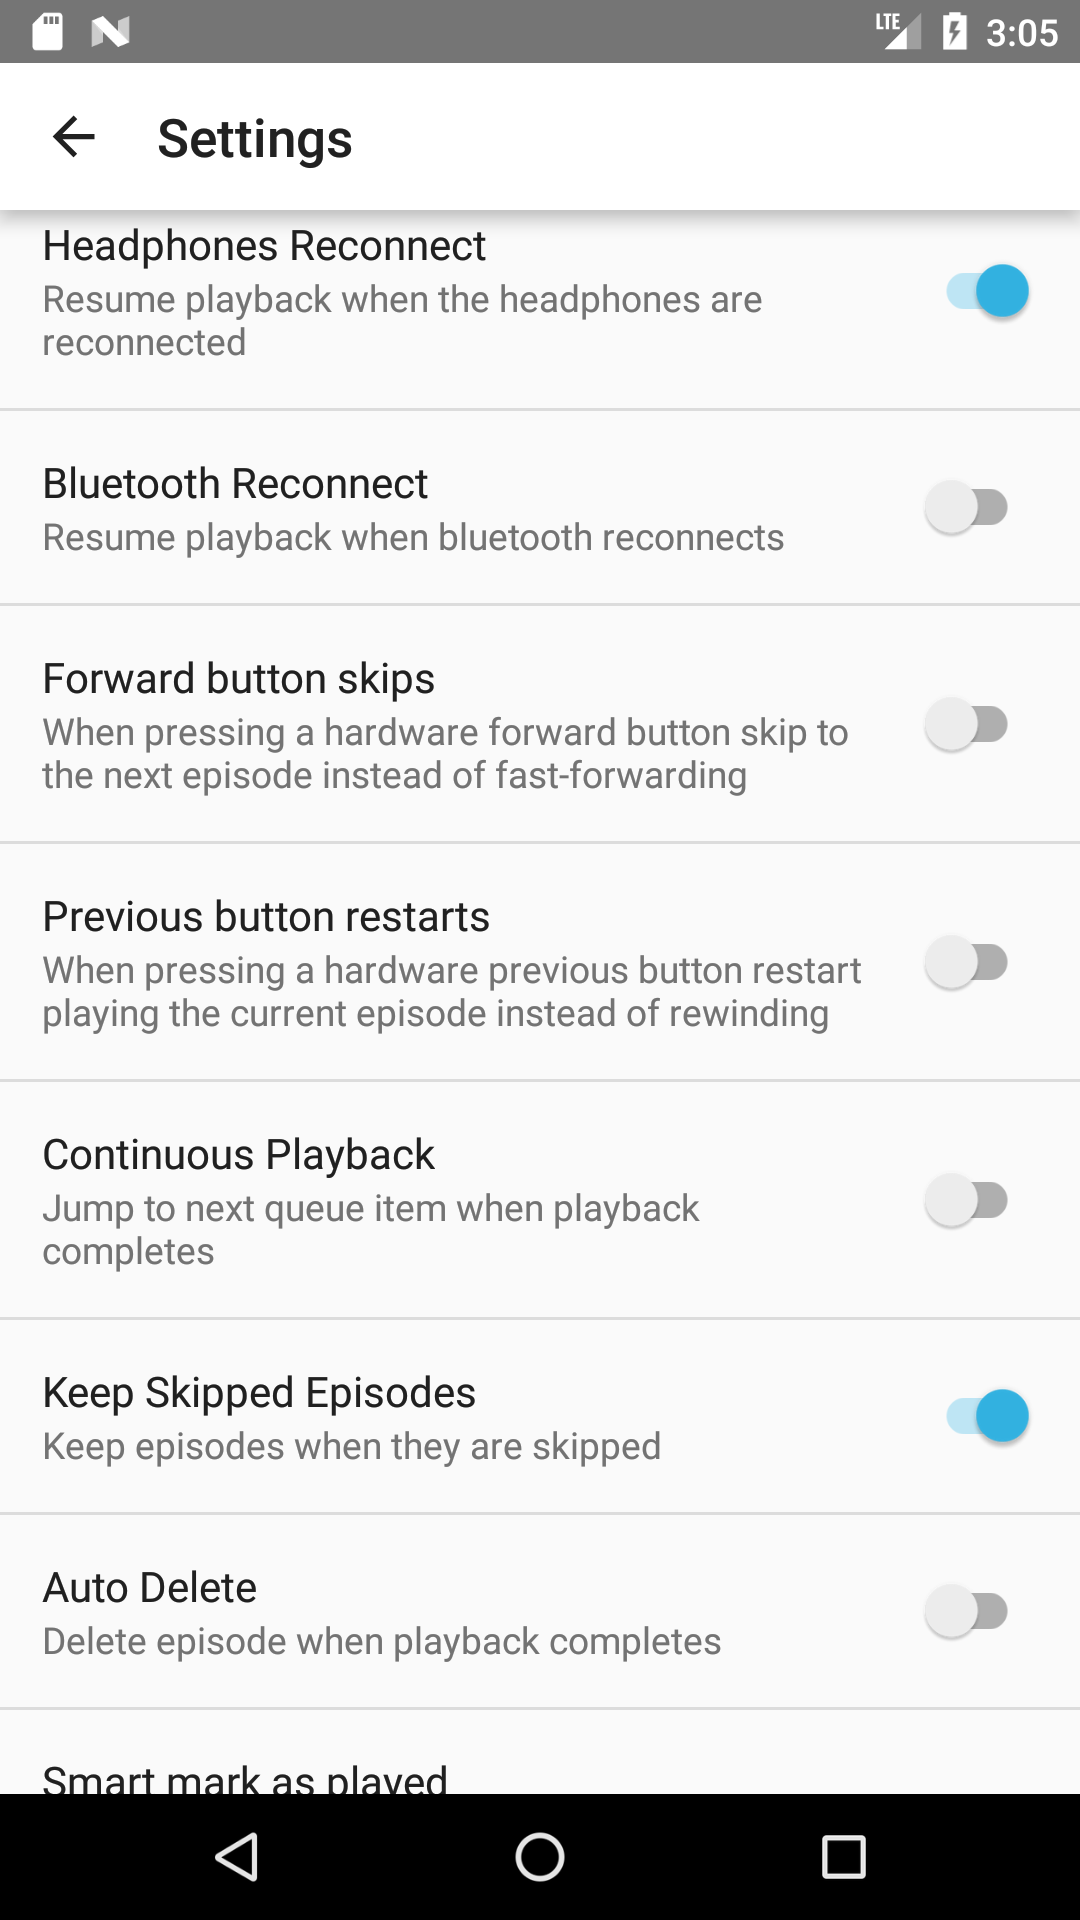 LTE 3:05
Settings
Headphones Reconnect
Resume playback when the headphones are
reconnected
Bluetooth Reconnect
Resume playback when bluetooth reconnects
Forward button skips
When pressing a hardware forward button skip to
the next episode instead of fast-forwarding
Previous button restarts
When pressing a hardware previous button restart
playing the current episode instead of rewinding
Continuous Playback
Jump to next queue item when playback
completes
Keep Skipped Episodes
Keep episodes when they are skipped
Auto Delete
Delete episode when playback completes
Smart mark as played